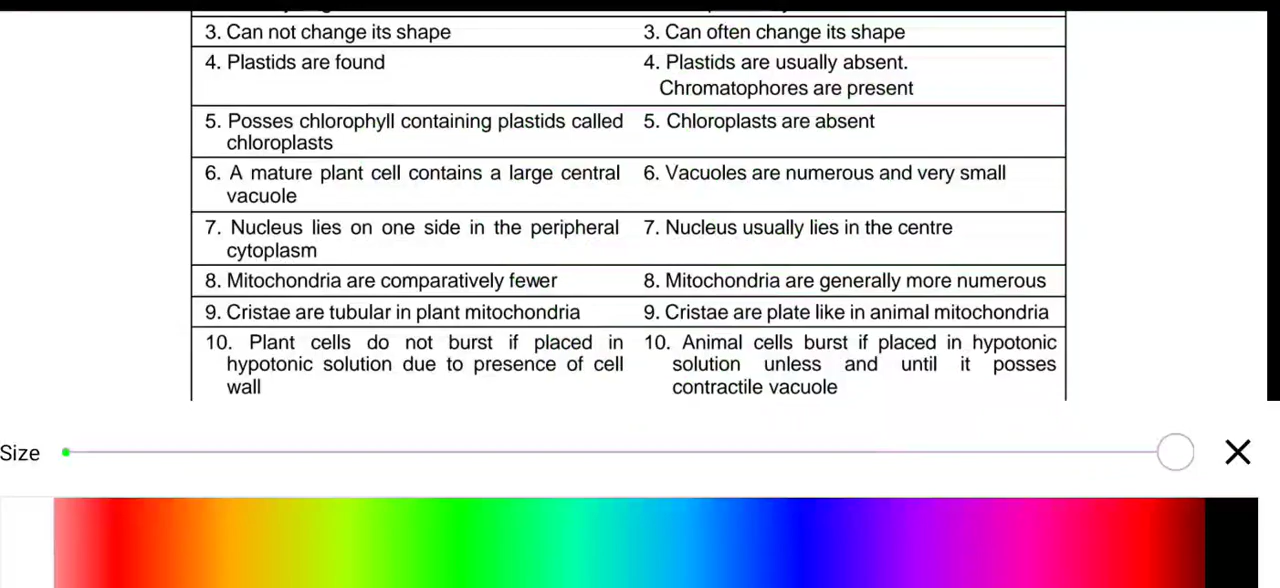 3. Can not change its shape
3. Can often change its shape
4. Plastids are found
4. Plastids are usually absent.
Chromatophores are present
5. Posses chlorophyll containing plastids called
chloroplasts
5. Chloroplasts are absent
6. A mature plant cell contains a large central
vacuole
6. Vacuoles are numerous and very small
7. Nucleus lies on one side in the peripheral
cytoplasm
7. Nucleus usually lies in the centre
8. Mitochondria are comparatively fewer
8. Mitochondria are generally more numerous
9. Cristae are tubular in plant mitochondria
9. Cristae are plate like in animal mitochondria
10. Plant cells do not burst if placed in
hypotonic solution due to presence of cell
wall
10. Animal cells burst if placed in hypotonic
solution unless and until it posses
contractile vacuole
Size